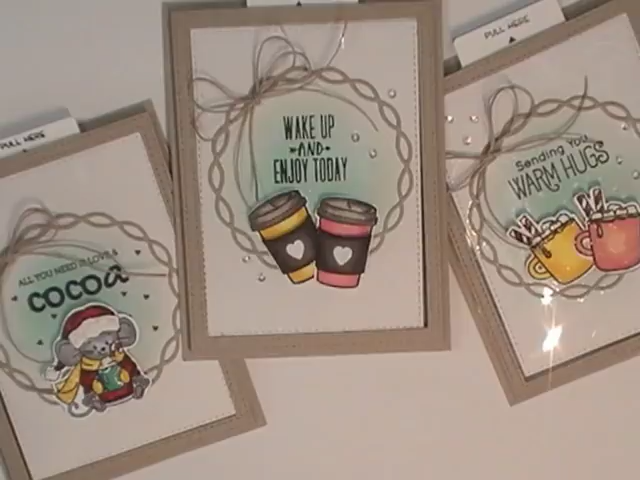 PULL HERE
ALL YOU NEED IS LOVE &
cocoa
WAKE UP
AND
ENJOY TODAY
PULL HERE
Sending You
WARM HUGS